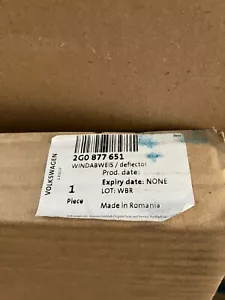 2G0 877 651
WINDABWEIS / deflector
Prod. date:
Expiry date: NONE
LOT: WBR
1
Piece
Made in Romania
VOLKSWAGEN